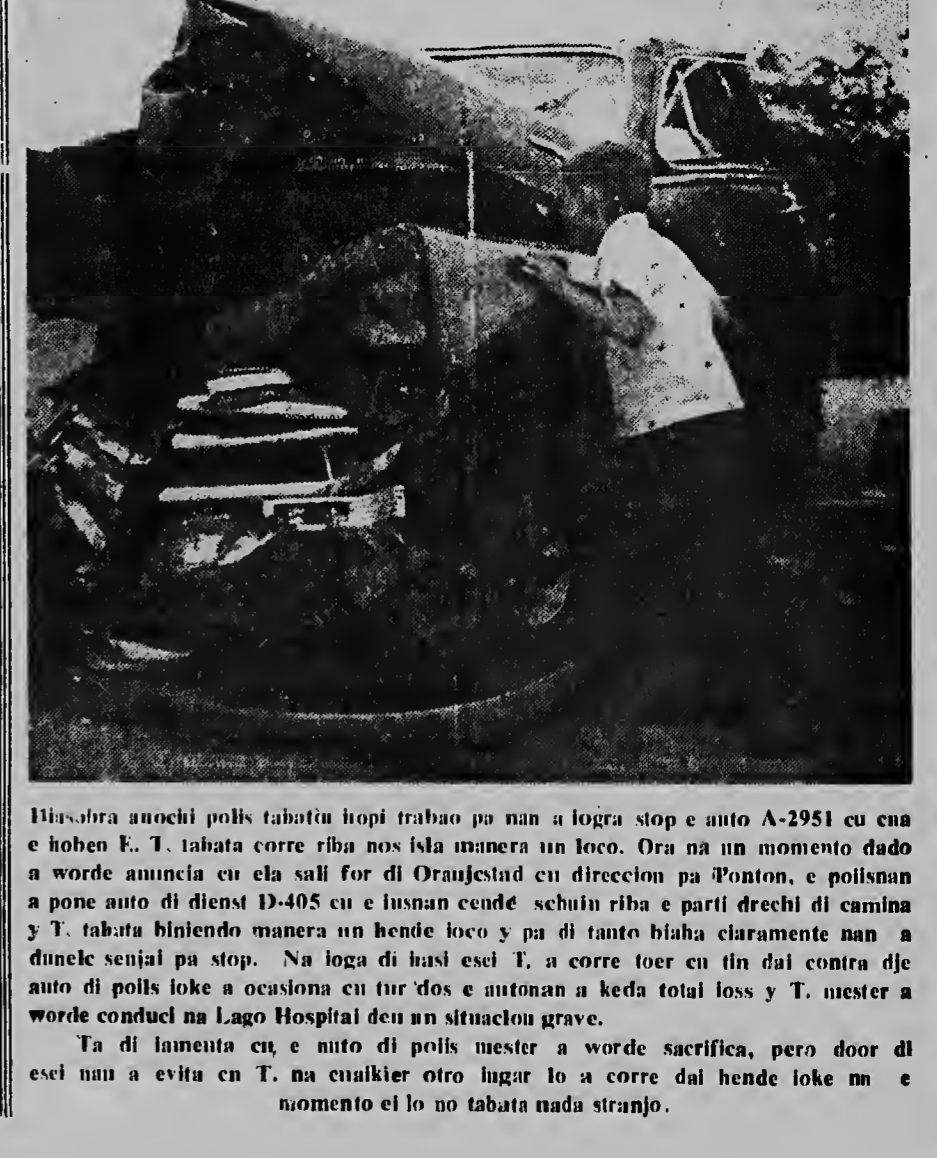 Diasabra anochi polis tabatin hopi trabao pa nan a logra stop e auto A-2951 cu cua
e hoben E. T. tabata corre riba nos isla manera un loco. Ora na un momento dado
a worde anuncia cu ela sali for di Oranjestad cu direccion pa Ponton, e polisnan
a pone auto di dienst D-405 cu e lusnan cendé schuin riba e parti drechi di camina
y T. tabata biniendo manera un hende loco y pa di tanto biaha claramente nan a
dunele senjal pa stop. Na loga di hasi esei T. a corre toer cu tin dal contra dje
auto di polis loke a ocasiona cu tur dos e autonan a keda total loss y T. mester a
worde conduci na Lago Hospital den un situacion grave.
Ta di lamenta cu, e auto di polis mester a worde sacrifica, pero door di
esei nan a evita cu T. na cualkier otro lugar lo a corre dal hende loke nn e
momento ei lo no tabata nada stranjo.